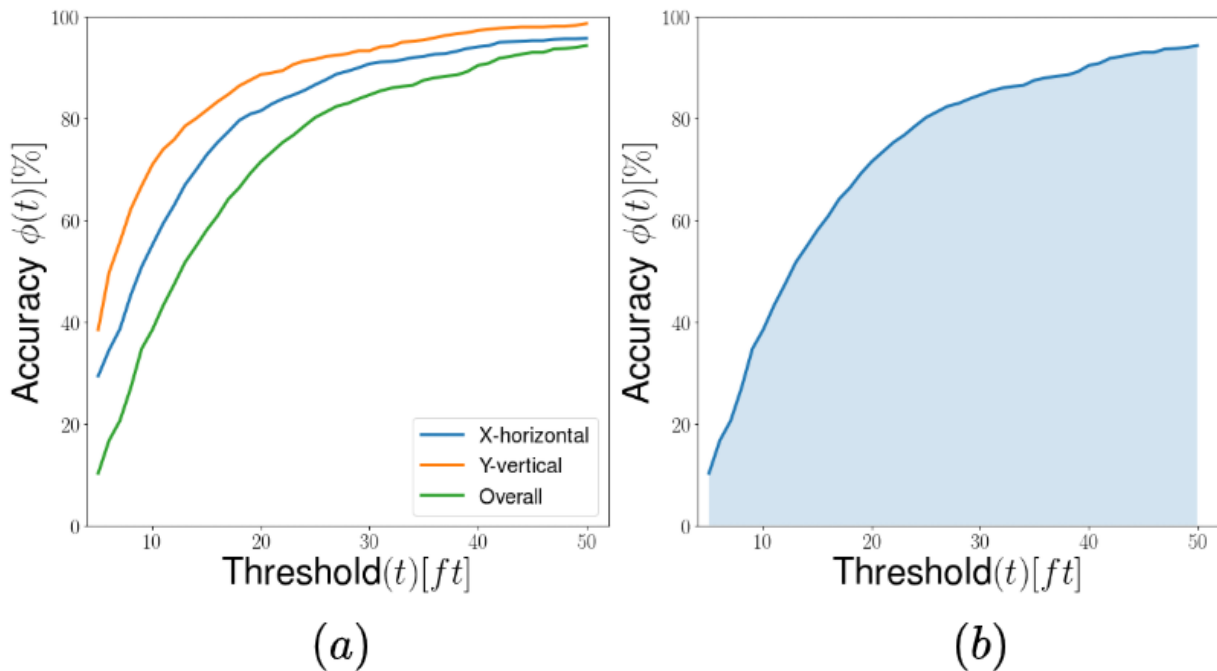 100
80
60
40
20
0
Accuracy ϕ(t)[%]
10 20 30 40 50
Threshold(t)[ft]
X-horizontal
Y-vertical
Overall
(a)
100
80
60
40
20
0
Accuracy ϕ(t)[%]
10 20 30 40 50
Threshold(t)[ft]
(b)